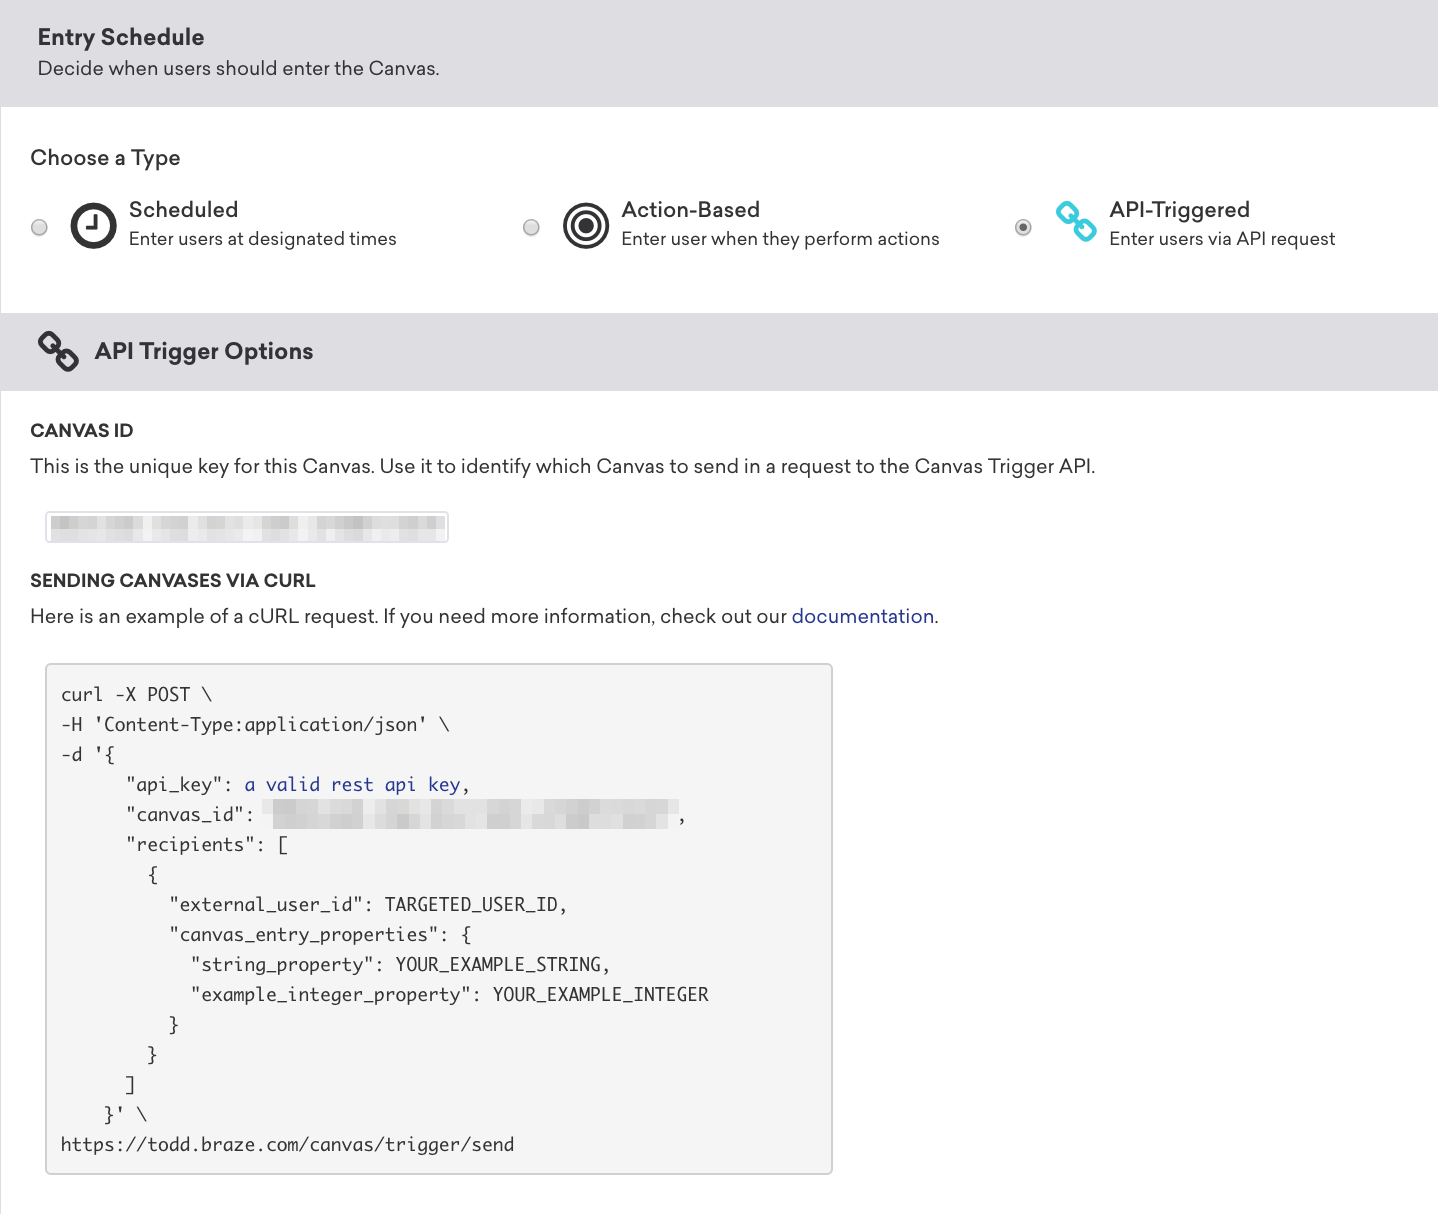 Entry Schedule
Decide when users should enter the Canvas.
Choose a Type
Scheduled
Enter users at designated times
Action-Based
Enter user when they perform actions
API-Triggered
Enter users via API request
API Trigger Options
CANVAS ID
This is the unique key for this Canvas. Use it to identify which Canvas to send in a request to the Canvas Trigger API.
SENDING CANVASES VIA CURL
Here is an example of a cURL request. If you need more information, check out our documentation.
curl -X POST \
-H 'Content-Type:application/json' \
-d '{
"api_key": a valid rest api key,
"canvas_id": ,
"recipients": [
{
"external_user_id": TARGETED_USER_ID,
"canvas_entry_properties": {
"string_property": YOUR_EXAMPLE_STRING,
"example_integer_property": YOUR_EXAMPLE_INTEGER
}
}
]
}' \
https://todd.braze.com/canvas/trigger/send